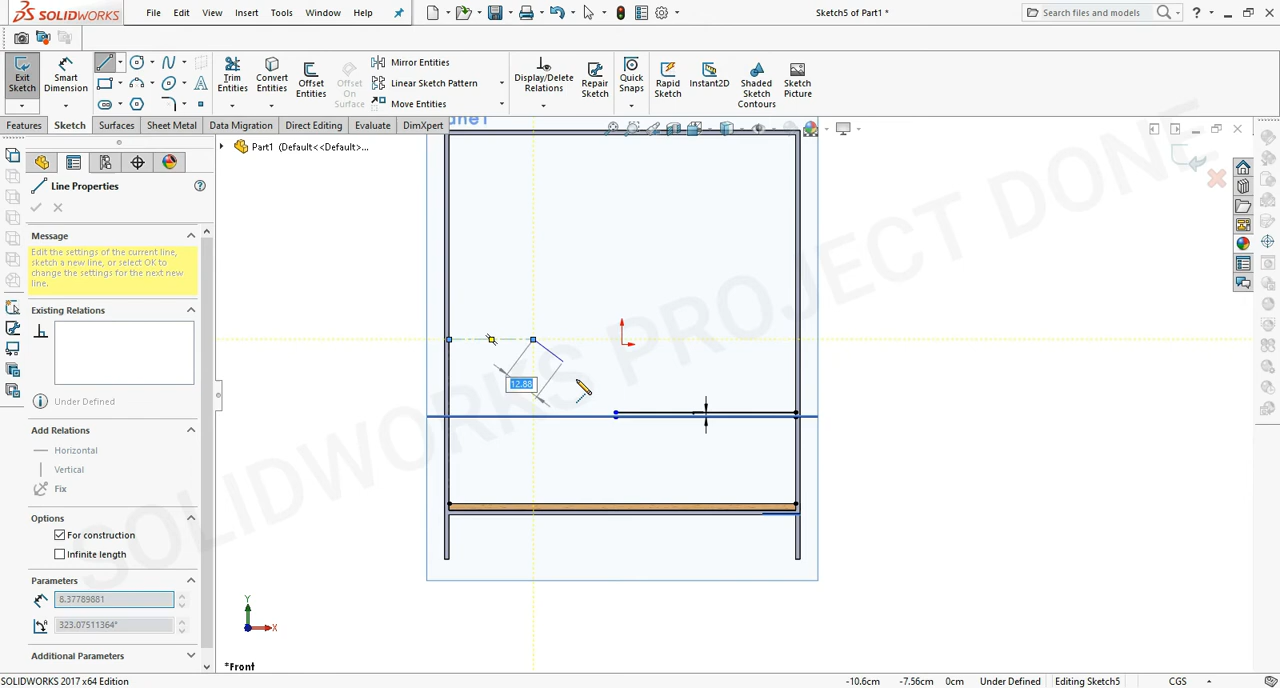 SOLIDWORKS
File Edit View Insert Tools Window Help
Sketch5 of Part1 *
Search files and models
Exit Sketch
Smart Dimension
Trim Entities
Convert Entities
Offset Entities
Offset On Surface
Mirror Entities
Linear Sketch Pattern
Move Entities
Display/Delete Relations
Repair Sketch
Quick Snaps
Rapid Sketch
Instant2D
Shaded Sketch Contours
Sketch Picture
Features Sketch Surfaces Sheet Metal Data Migration Direct Editing Evaluate DimXpert
Part1 (Default<<Default>...
Line Properties
Message
Edit the settings of the current line,
sketch a new line, or select OK to
change the settings for the next new
line.
Existing Relations
Under Defined
Add Relations
Horizontal
Vertical
Fix
Options
For construction
Infinite length
Parameters
8.37789881
323.07511364°
Additional Parameters
12.88
Y
X
*Front
SOLIDWORKS PROJECT DONE
SOLIDWORKS 2017 x64 Edition
-10.6cm -7.56cm 0cm Under Defined Editing Sketch5 CGS